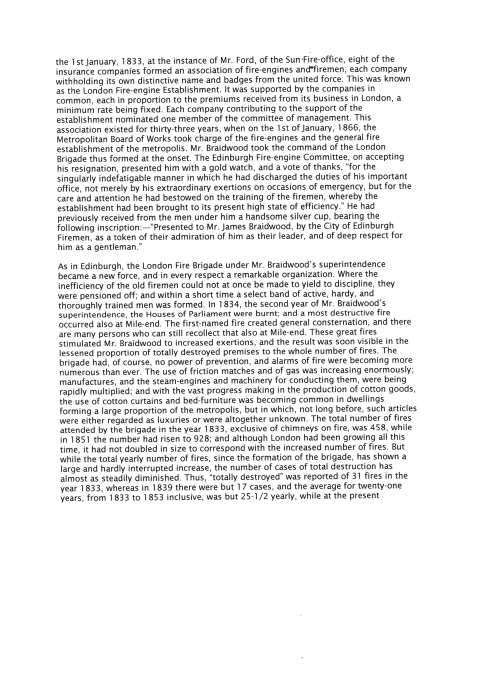 the 1st January, 1833, at the instance of Mr. Ford, of the Sun Fire-office, eight of the
insurance companies formed an association of fire-engines and firemen, each company
withholding its own distinctive name and badges from the united force. This was known
as the London Fire-engine Establishment. It was supported by the companies in
common, each in proportion to the premiums received from its business in London, a
minimum rate being fixed. Each company contributing to the support of the
establishment nominated one member of the committee of management. This
association existed for thirty-three years, when on the 1st of January, 1866, the
Metropolitan Board of Works took charge of the fire-engines and the general fire
establishment of the metropolis. Mr. Braidwood took the command of the London
Brigade thus formed at the onset. The Edinburgh Fire-engine Committee, on accepting
his resignation, presented him with a gold watch, and a vote of thanks, "for the
singularly indefatigable manner in which he had discharged the duties of his important
office, not merely by his extraordinary exertions on occasions of emergency, but for the
care and attention he had bestowed on the training of the firemen, whereby the
establishment had been brought to its present high state of efficiency." He had
previously received from the men under him a handsome silver cup, bearing the
following inscription:—"Presented to Mr. James Braidwood, by the City of Edinburgh
Firemen, as a token of their admiration of him as their leader, and of deep respect for
him as a gentleman."
As in Edinburgh, the London Fire Brigade under Mr. Braidwood's superintendence
became a new force, and in every respect a remarkable organization. Where the
inefficiency of the old firemen could not at once be made to yield to discipline, they
were pensioned off; and within a short time a select band of active, hardy, and
thoroughly trained men was formed. In 1834, the second year of Mr. Braidwood's
superintendence, the Houses of Parliament were burnt; and a most destructive fire
occurred also at Mile-end. The first-named fire created general consternation, and there
are many persons who can still recollect that also at Mile-end. These great fires
stimulated Mr. Braidwood to increased exertions, and the result was soon visible in the
lessened proportion of totally destroyed premises to the whole number of fires. The
brigade had, of course, no power of prevention, and alarms of fire were becoming more
numerous than ever. The use of friction matches and of gas was increasing enormously;
manufactures, and the steam-engines and machinery for conducting them, were being
rapidly multiplied; and with the vast progress making in the production of cotton goods,
the use of cotton curtains and bed-furniture was becoming common in dwellings
forming a large proportion of the metropolis, but in which, not long before, such articles
were either regarded as luxuries or were altogether unknown. The total number of fires
attended by the brigade in the year 1833, exclusive of chimneys on fire, was 458, while
in 1851 the number had risen to 928; and although London had been growing all this
time, it had not doubled in size to correspond with the increased number of fires. But
while the total yearly number of fires, since the formation of the brigade, has shown a
large and hardly interrupted increase, the number of cases of total destruction has
almost as steadily diminished. Thus, "totally destroyed" was reported of 31 fires in the
year 1833, whereas in 1839 there were but 17 cases, and the average for twenty-one
years, from 1833 to 1853 inclusive, was but 25-1/2 yearly, while at the present